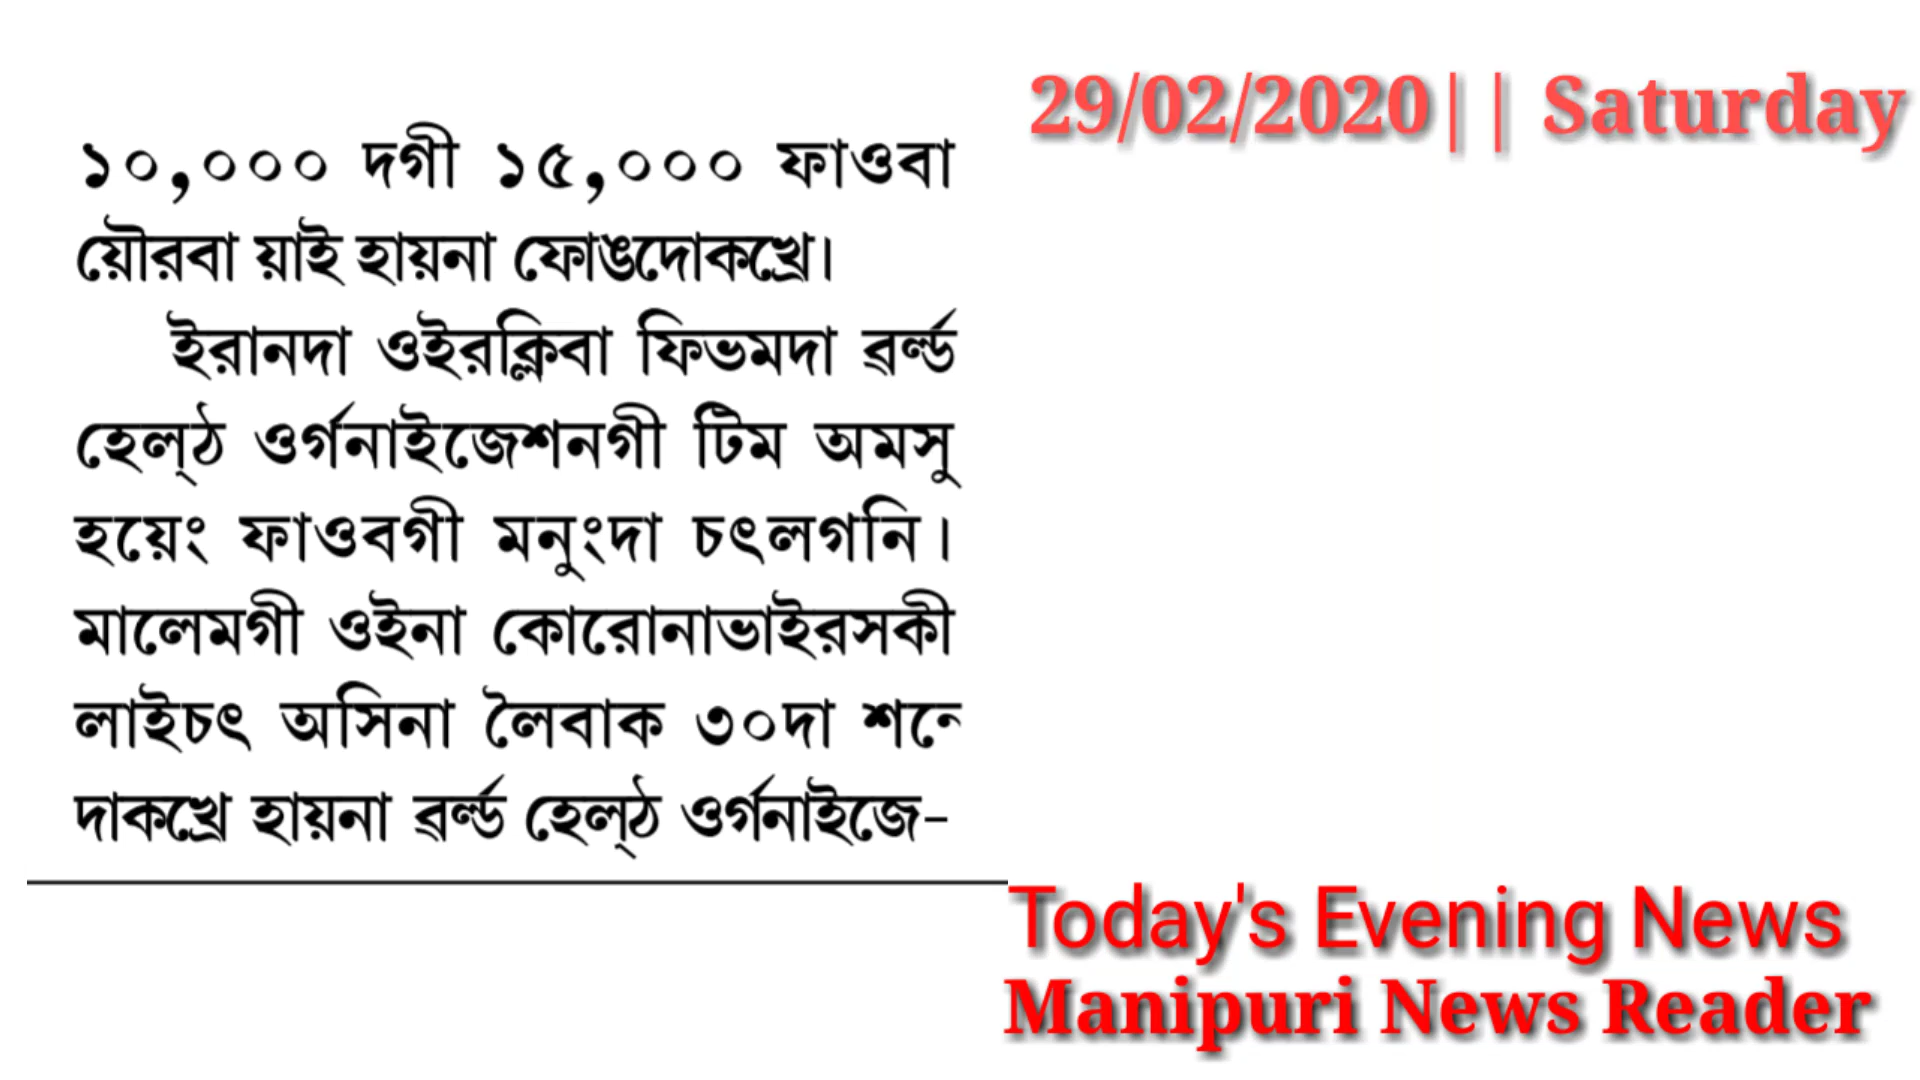 29/02/2020|| Saturday
১০,০০০ দগী ১৫,০০০ ফাওবা
য়ৌরবা য়াই হায়না ফোঙদোকখ্রে।
ইরানদা ওইরক্লিবা ফিভমদা ৱর্ল্ড
হেল্ঠ ওর্গনাইজেশনগী টিম অমসু
হয়েং ফাওবগী মনুংদা চৎলগনি।
মালেমগী ওইনা কোরোনাভাইরসকী
লাইচৎ অসিনা লৈবাক ৩০দা শন্দো
দাকখ্রে হায়না ৱর্ল্ড হেল্ঠ ওর্গনাইজে-
Today's Evening News
Manipuri News Reader